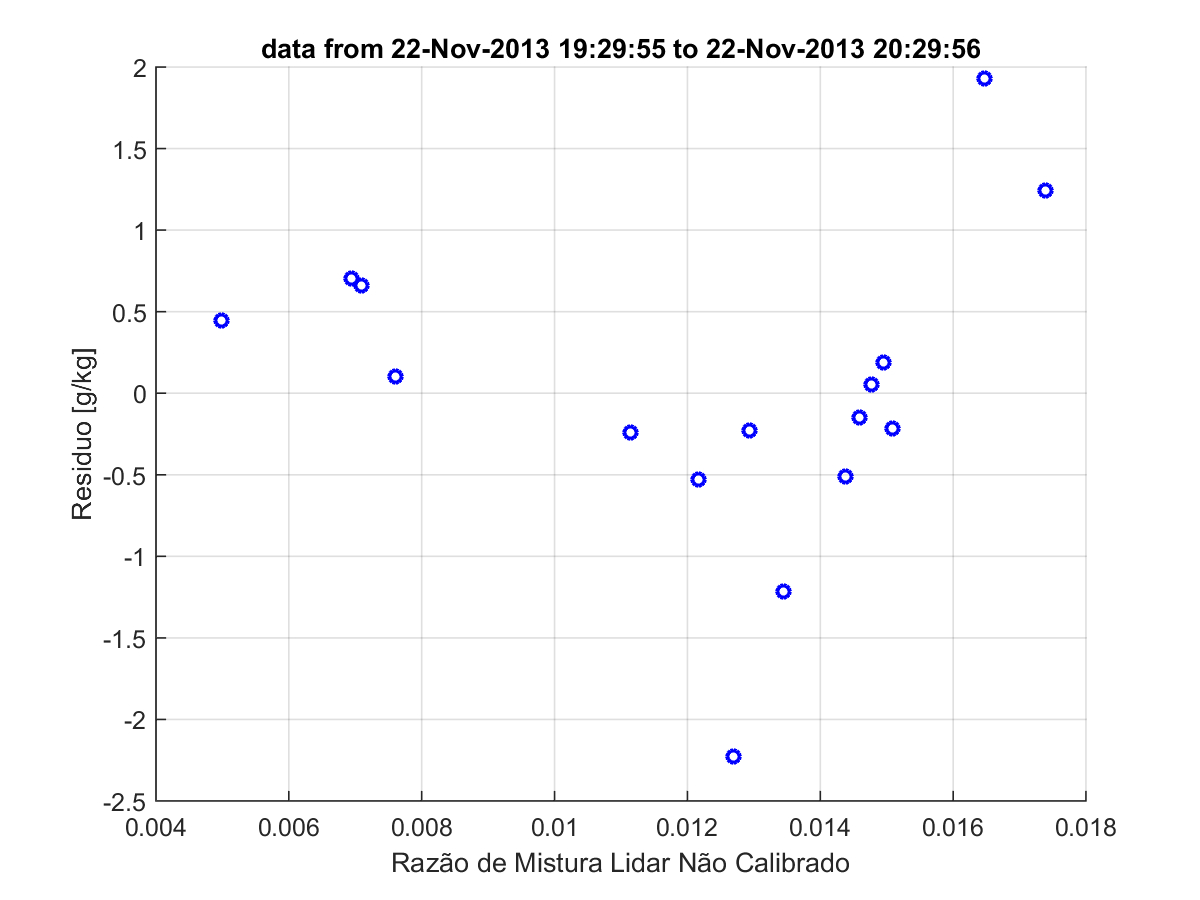 data from 22-Nov-2013 19:29:55 to 22-Nov-2013 20:29:56
2
1.5
1
0.5
0
-0.5
-1
-1.5
-2
-2.5
Residuo [g/kg]
0.004 0.006 0.008 0.01 0.012 0.014 0.016 0.018
Razão de Mistura Lidar Não Calibrado